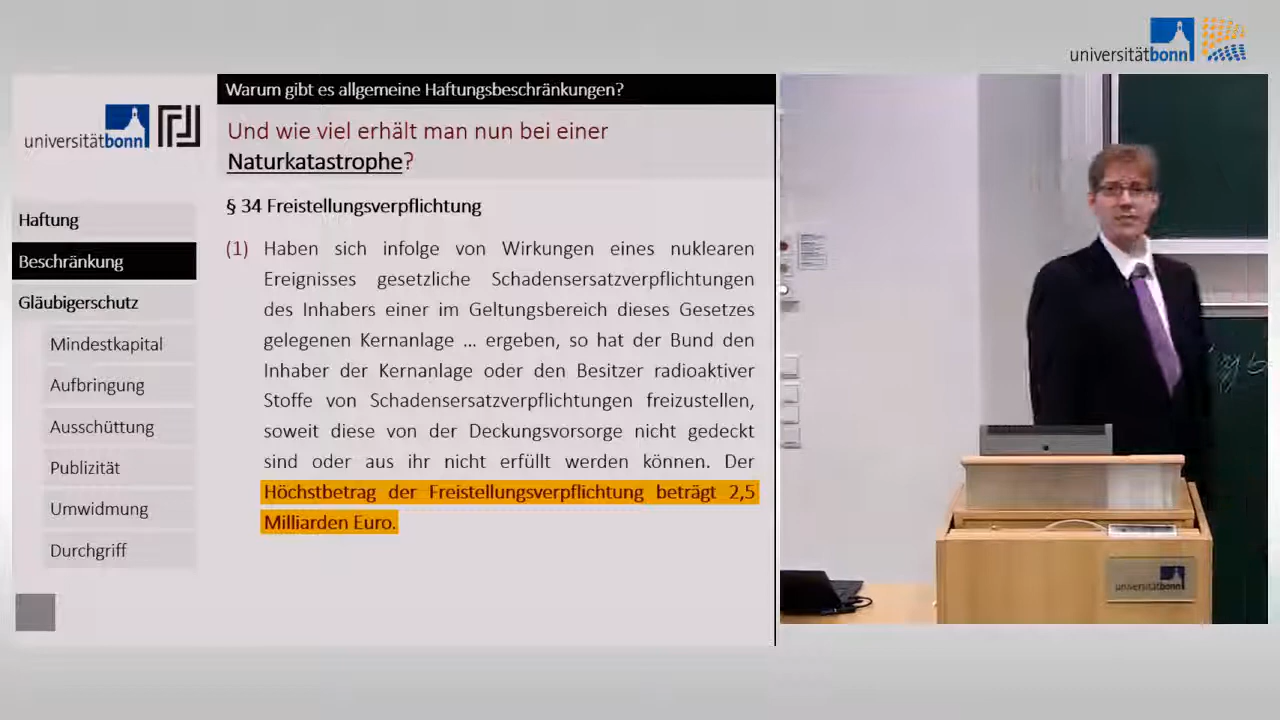 universitätbonn
Warum gibt es allgemeine Haftungsbeschränkungen?
universitätbonn
Und wie viel erhält man nun bei einer
Naturkatastrophe?
Haftung
Beschränkung
Gläubigerschutz
Mindestkapital
Aufbringung
Ausschüttung
Publizität
Umwidmung
Durchgriff
§ 34 Freistellungsverpflichtung
(1) Haben sich infolge von Wirkungen eines nuklearen
Ereignisses gesetzliche Schadensersatzverpflichtungen
des Inhabers einer im Geltungsbereich dieses Gesetzes
gelegenen Kernanlage ... ergeben, so hat der Bund den
Inhaber der Kernanlage oder den Besitzer radioaktiver
Stoffe von Schadensersatzverpflichtungen freizustellen,
soweit diese von der Deckungsvorsorge nicht gedeckt
sind oder aus ihr nicht erfüllt werden können. Der
Höchstbetrag der Freistellungsverpflichtung beträgt 2,5
Milliarden Euro.
universitätbonn